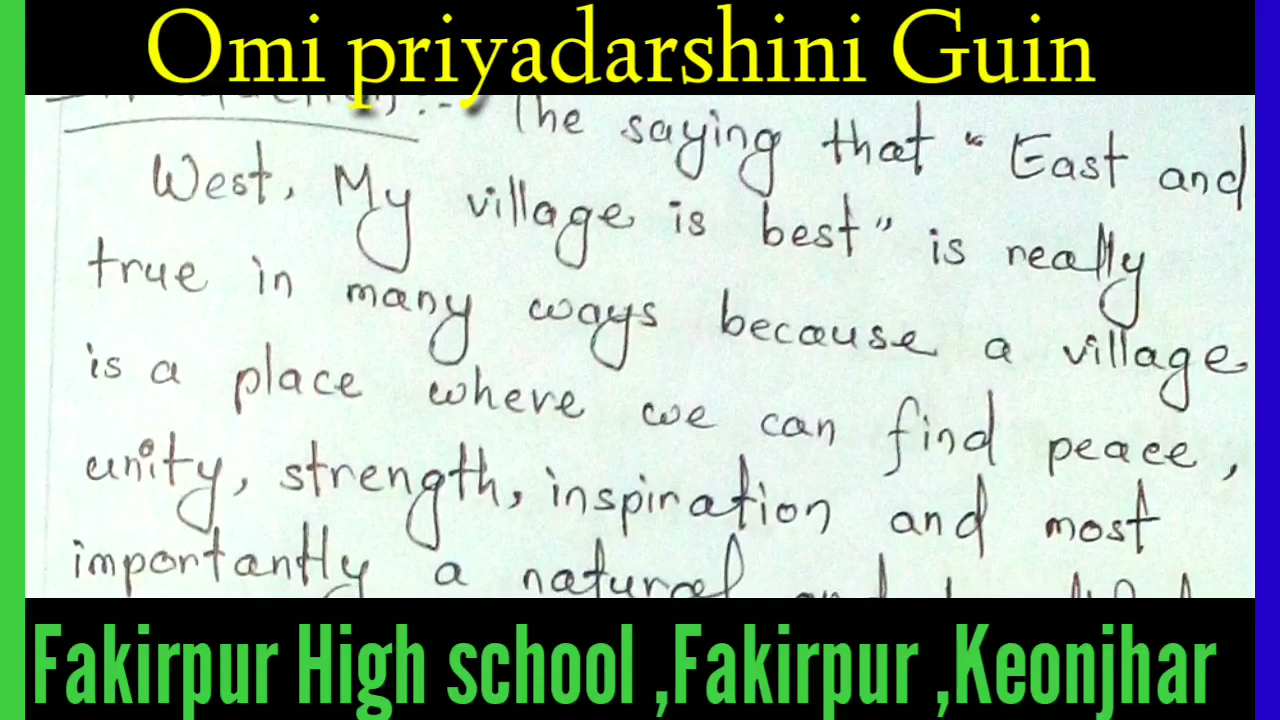 Omi priyadarshini Guin
:- The saying that "East and
West, My village is best" is really
true in many ways because a village
is a place where we can find peace,
unity, strength, inspiration and most
importantly a natural and
Fakirpur High school ,Fakirpur ,Keonjhar